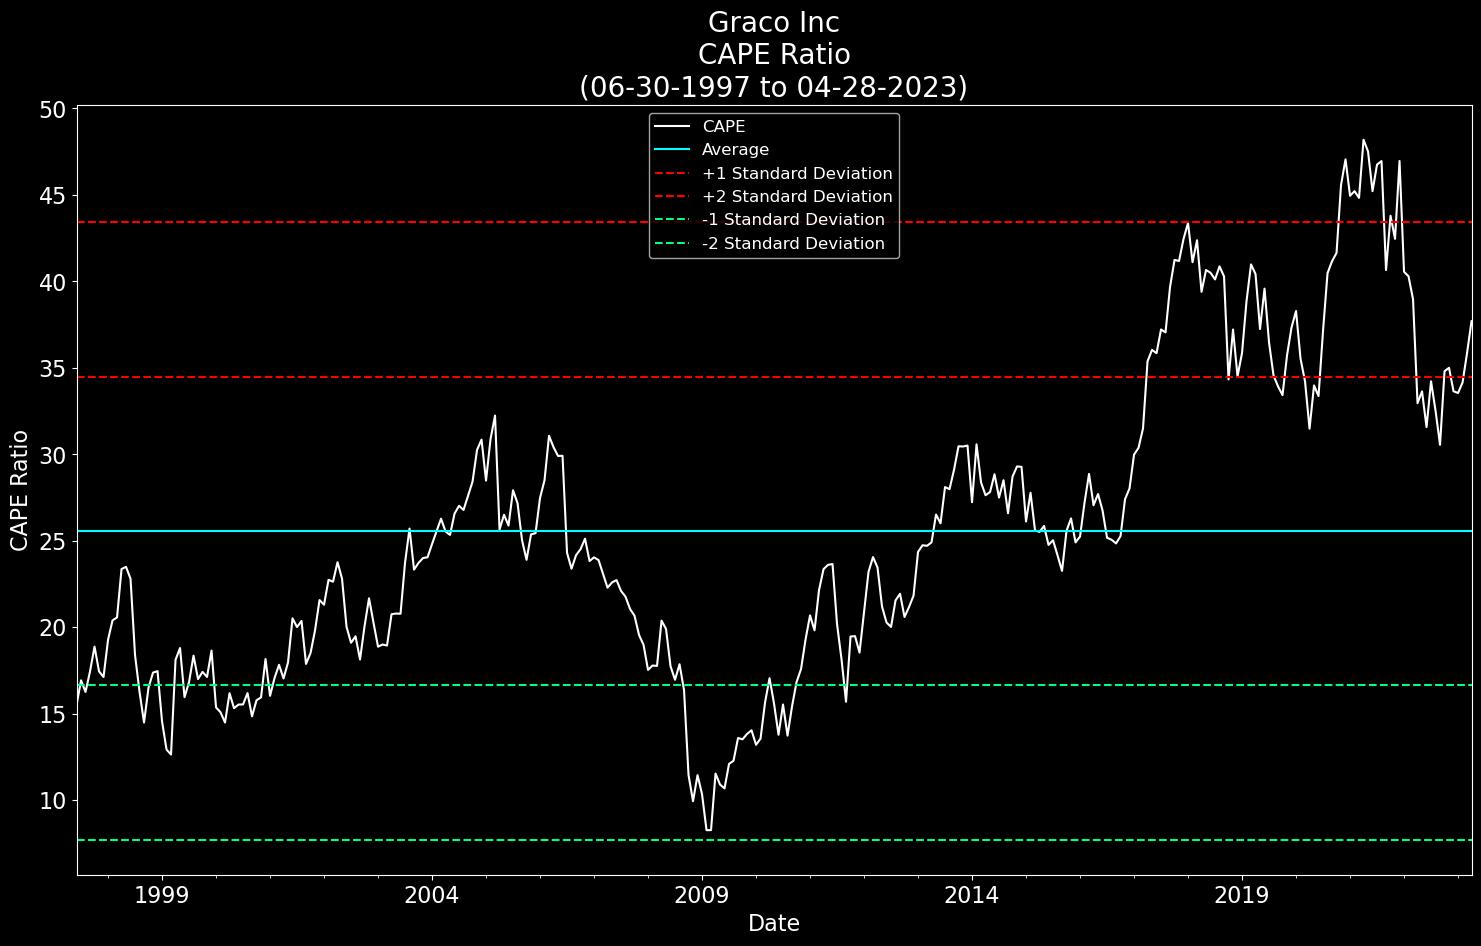 Graco Inc
CAPE Ratio
(06-30-1997 to 04-28-2023)
CAPE
Average
+1 Standard Deviation
+2 Standard Deviation
-1 Standard Deviation
-2 Standard Deviation
50
45
40
35
30
25
20
15
10
CAPE Ratio
1999 2004 2009 2014 2019
Date